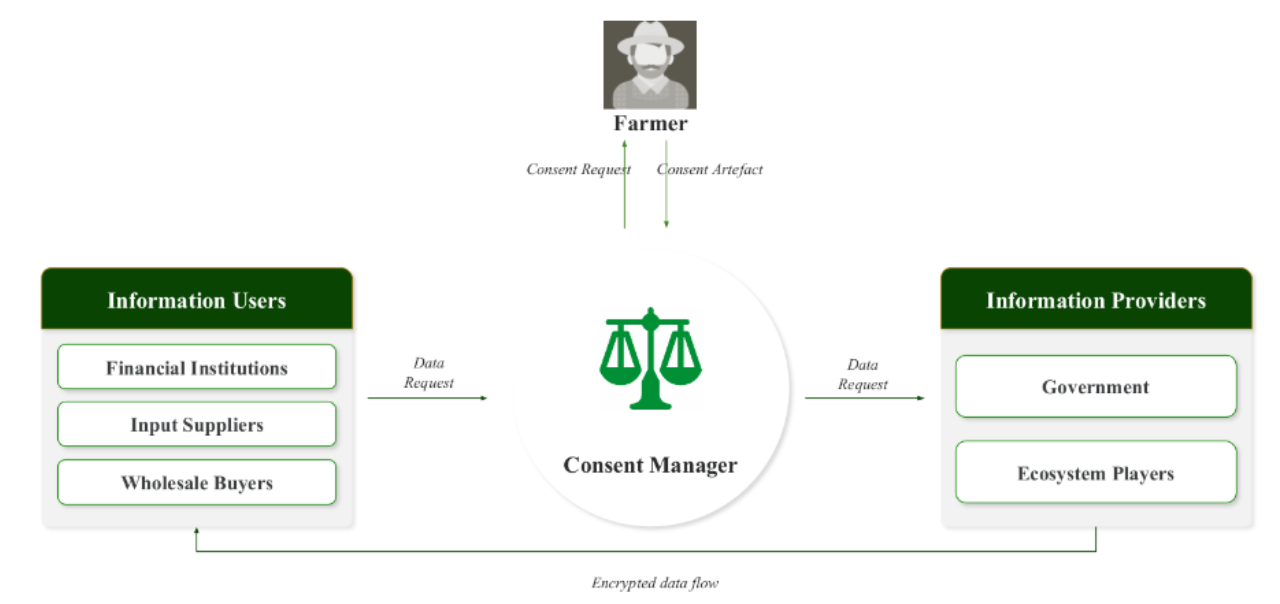 Farmer
Consent Request
Consent Artefact
Information Users
Financial Institutions
Input Suppliers
Wholesale Buyers
Data
Request
Consent Manager
Data
Request
Information Providers
Government
Ecosystem Players
Encrypted data flow